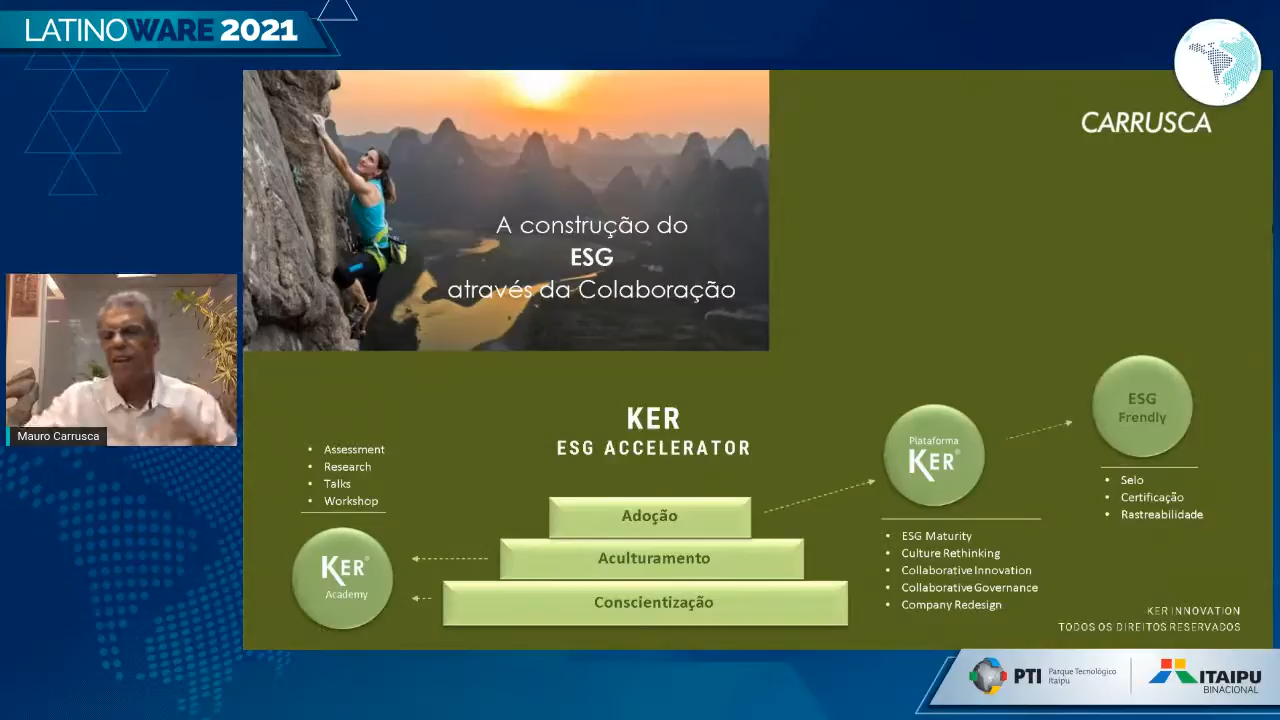 LATINOWARE 2021
CARRUSCA
A construção do
ESG
através da Colaboração
Mauro Carrusca
KER
ESG ACCELERATOR
Assessment
Research
Talks
Workshop
KER®
Academy
Adoção
Aculturamento
Conscientização
Plataforma
KER®
ESG Maturity
Culture Rethinking
Collaborative Innovation
Collaborative Governance
Company Redesign
ESG
Frendly
Selo
Certificação
Rastreabilidade
KER INNOVATION
TODOS OS DIREITOS RESERVADOS
PTI Parque Tecnológico
Itaipu
ITAIPU
BINACIONAL